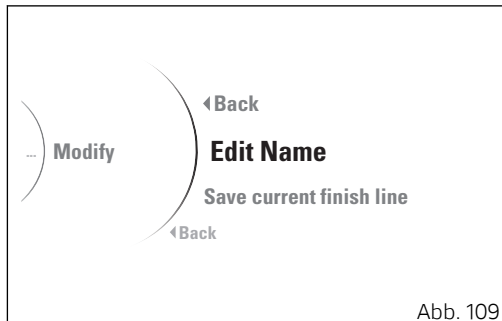 ◀Back
... Modify
Edit Name
Save current finish line
◀Back
Abb. 109